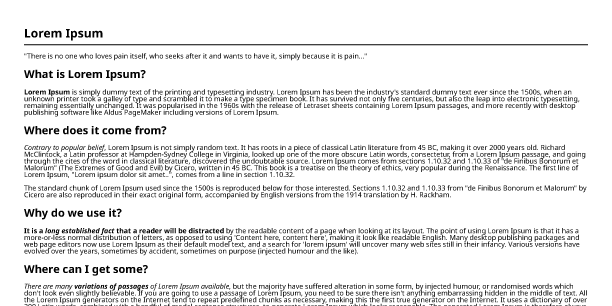 Lorem Ipsum
"There is no one who loves pain itself, who seeks after it and wants to have it, simply because it is pain..."
What is Lorem Ipsum?
Lorem Ipsum is simply dummy text of the printing and typesetting industry. Lorem Ipsum has been the industry's standard dummy text ever since the 1500s, when an
unknown printer took a galley of type and scrambled it to make a type specimen book. It has survived not only five centuries, but also the leap into electronic typesetting,
remaining essentially unchanged. It was popularised in the 1960s with the release of Letraset sheets containing Lorem Ipsum passages, and more recently with desktop
publishing software like Aldus PageMaker including versions of Lorem Ipsum.
Where does it come from?
Contrary to popular belief, Lorem Ipsum is not simply random text. It has roots in a piece of classical Latin literature from 45 BC, making it over 2000 years old. Richard
McClintock, a Latin professor at Hampden-Sydney College in Virginia, looked up one of the more obscure Latin words, consectetur, from a Lorem Ipsum passage, and going
through the cites of the word in classical literature, discovered the undoubtable source. Lorem Ipsum comes from sections 1.10.32 and 1.10.33 of "de Finibus Bonorum et
Malorum" (The Extremes of Good and Evil) by Cicero, written in 45 BC. This book is a treatise on the theory of ethics, very popular during the Renaissance. The first line of
Lorem Ipsum, "Lorem ipsum dolor sit amet..", comes from a line in section 1.10.32.
The standard chunk of Lorem Ipsum used since the 1500s is reproduced below for those interested. Sections 1.10.32 and 1.10.33 from "de Finibus Bonorum et Malorum" by
Cicero are also reproduced in their exact original form, accompanied by English versions from the 1914 translation by H. Rackham.
Why do we use it?
It is a long established fact that a reader will be distracted by the readable content of a page when looking at its layout. The point of using Lorem Ipsum is that it has a
more-or-less normal distribution of letters, as opposed to using 'Content here, content here', making it look like readable English. Many desktop publishing packages and
web page editors now use Lorem Ipsum as their default model text, and a search for 'lorem ipsum' will uncover many web sites still in their infancy. Various versions have
evolved over the years, sometimes by accident, sometimes on purpose (injected humour and the like).
Where can I get some?
There are many variations of passages of Lorem Ipsum available, but the majority have suffered alteration in some form, by injected humour, or randomised words which
don't look even slightly believable. If you are going to use a passage of Lorem Ipsum, you need to be sure there isn't anything embarrassing hidden in the middle of text. All
the Lorem Ipsum generators on the Internet tend to repeat predefined chunks as necessary, making this the first true generator on the Internet. It uses a dictionary of over